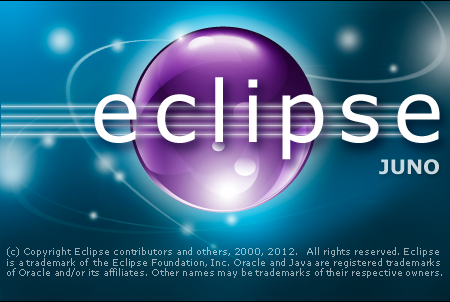 eclipse
JUNO
(c) Copyright Eclipse contributors and others, 2000, 2012.  All rights reserved. Eclipse
is a trademark of the Eclipse Foundation, Inc. Oracle and Java are registered trademarks
of Oracle and/or its affiliates. Other names may be trademarks of their respective owners.